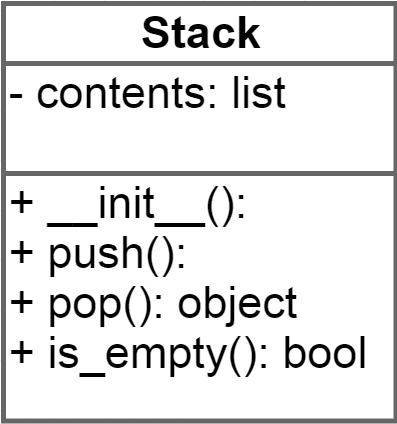 Stack
- contents: list
+ __init__():
+ push():
+ pop(): object
+ is_empty(): bool